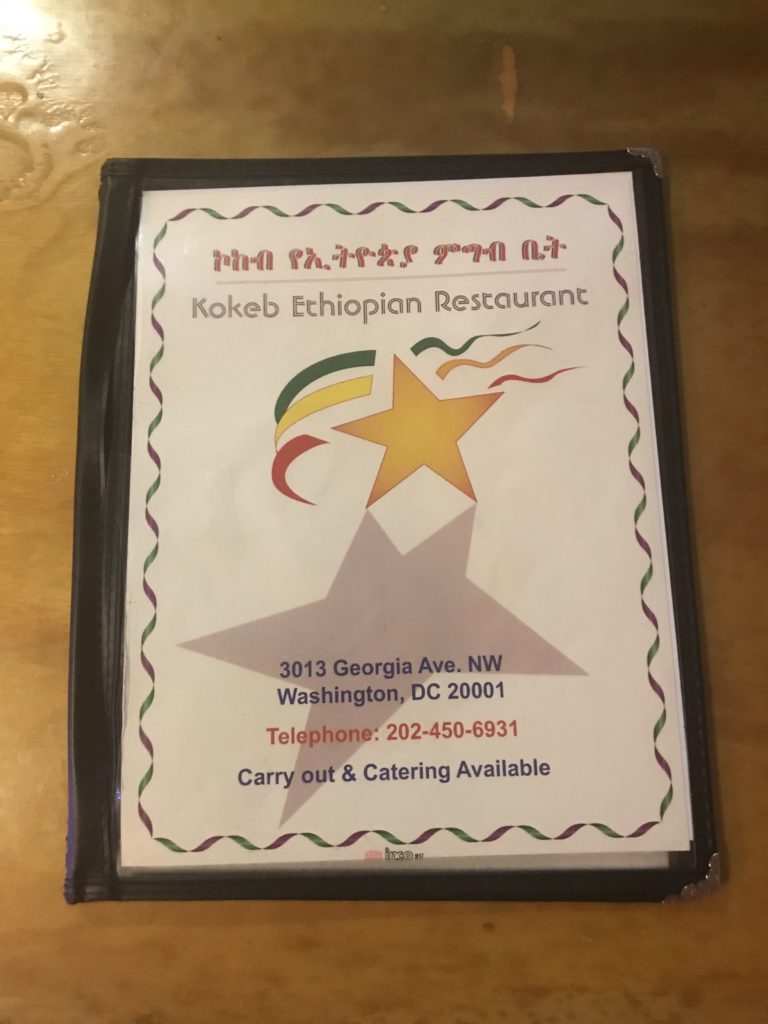 ኮከብ የኢትዮጵያ ምግብ ቤት
Kokeb Ethiopian Restaurant
3013 Georgia Ave. NW
Washington, DC 20001
Telephone: 202-450-6931
Carry out & Catering Available